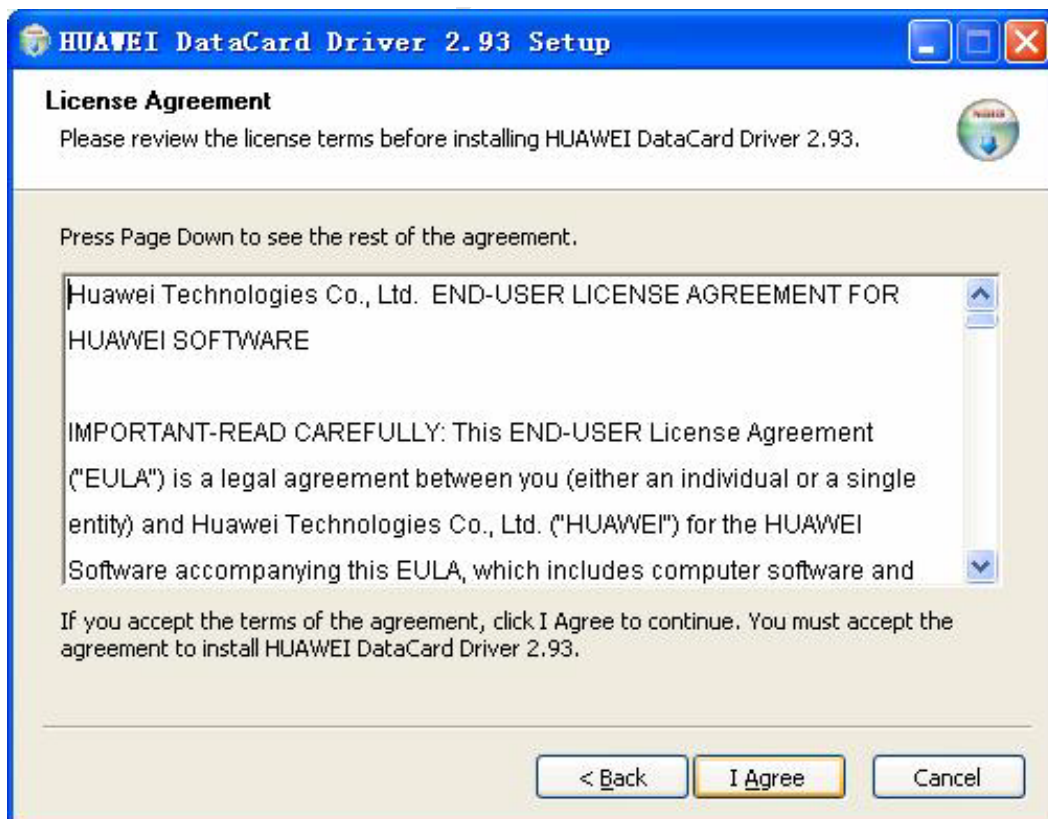 HUAWEI DataCard Driver 2.93 Setup
License Agreement
Please review the license terms before installing HUAWEI DataCard Driver 2.93.
Press Page Down to see the rest of the agreement.
Huawei Technologies Co., Ltd.  END-USER LICENSE AGREEMENT FOR
HUAWEI SOFTWARE
IMPORTANT-READ CAREFULLY: This END-USER License Agreement
("EULA") is a legal agreement between you (either an individual or a single
entity) and Huawei Technologies Co., Ltd. ("HUAWEI") for the HUAWEI
Software accompanying this EULA, which includes computer software and
If you accept the terms of the agreement, click I Agree to continue. You must accept the
agreement to install HUAWEI DataCard Driver 2.93.
< Back
I Agree
Cancel